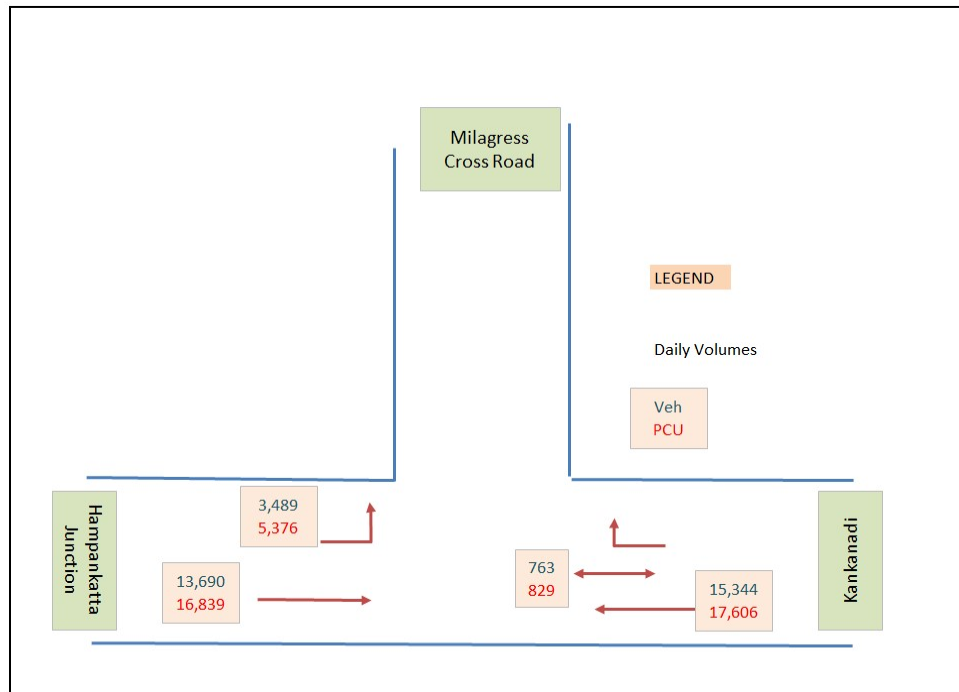 Milagress
Cross Road
LEGEND
Daily Volumes
Veh
PCU
Hampankatta
Junction
3,489
5,376
13,690
16,839
763
829
15,344
17,606
Kankanadi